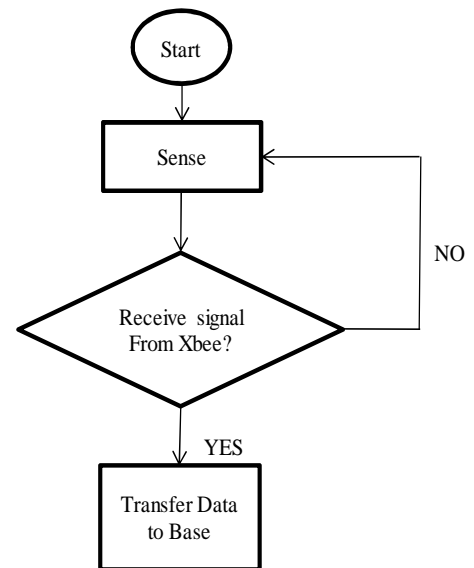 Start
Sense
NO
Receive signal
From Xbee?
YES
Transfer Data
to Base